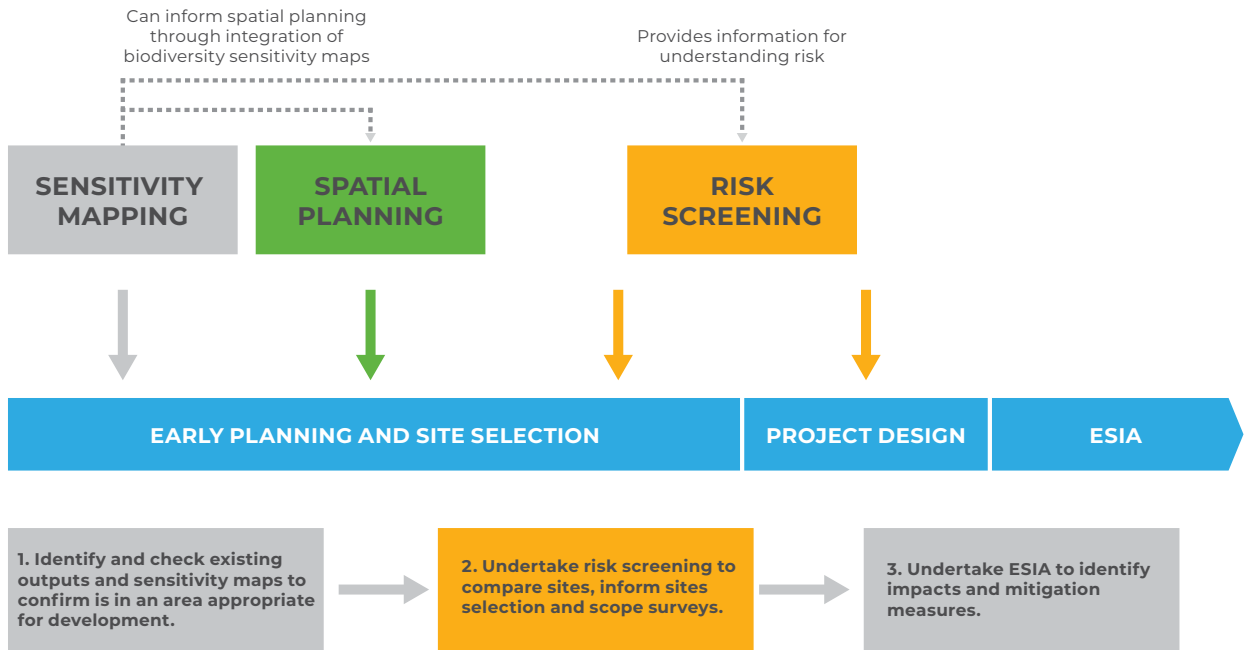 Can inform spatial planning
through integration of
biodiversity sensitivity maps
Provides information for
understanding risk
SENSITIVITY
MAPPING
SPATIAL
PLANNING
RISK
SCREENING
EARLY PLANNING AND SITE SELECTION
PROJECT DESIGN
ESIA
1. Identify and check existing
outputs and sensitivity maps to
confirm is in an area appropriate
for development.
2. Undertake risk screening to
compare sites, inform sites
selection and scope surveys.
3. Undertake ESIA to identify
impacts and mitigation
measures.